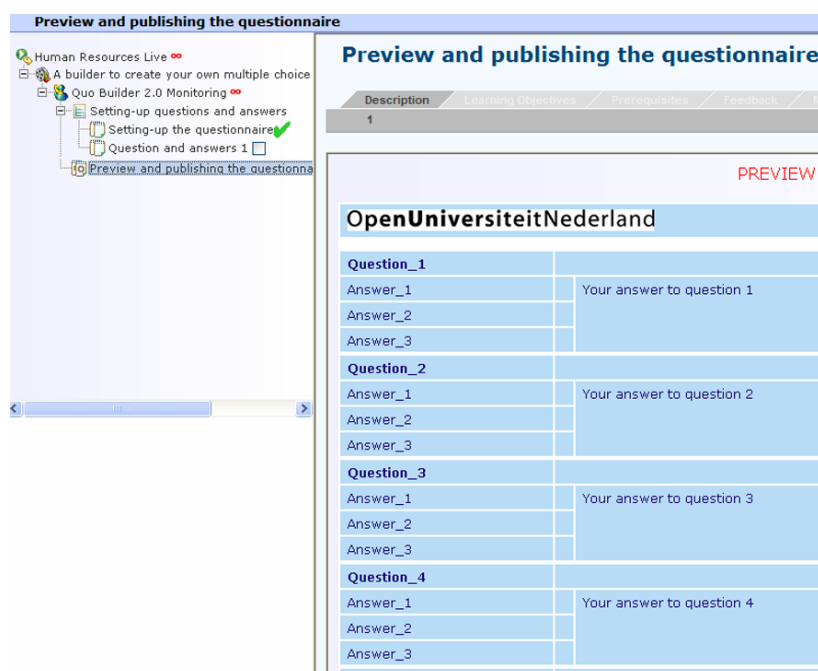 Preview and publishing the questionnaire
Human Resources Live
A builder to create your own multiple choice
Quo Builder 2.0 Monitoring
Setting-up questions and answers
Setting-up the questionnaire
Question and answers 1
Preview and publishing the questionna
Preview and publishing the questionnaire
Description Learning Objectives Prerequisites Feedback
1
PREVIEW
OpenUniversiteitNederland
Question_1
Answer_1 Your answer to question 1
Answer_2
Answer_3
Question_2
Answer_1 Your answer to question 2
Answer_2
Answer_3
Question_3
Answer_1 Your answer to question 3
Answer_2
Answer_3
Question_4
Answer_1 Your answer to question 4
Answer_2
Answer_3